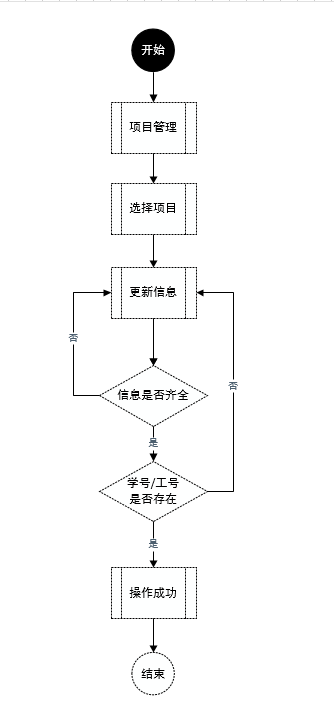 开始
项目管理
选择项目
更新信息
否
否
信息是否齐全
是
学号/工号
是否存在
是
操作成功
结束